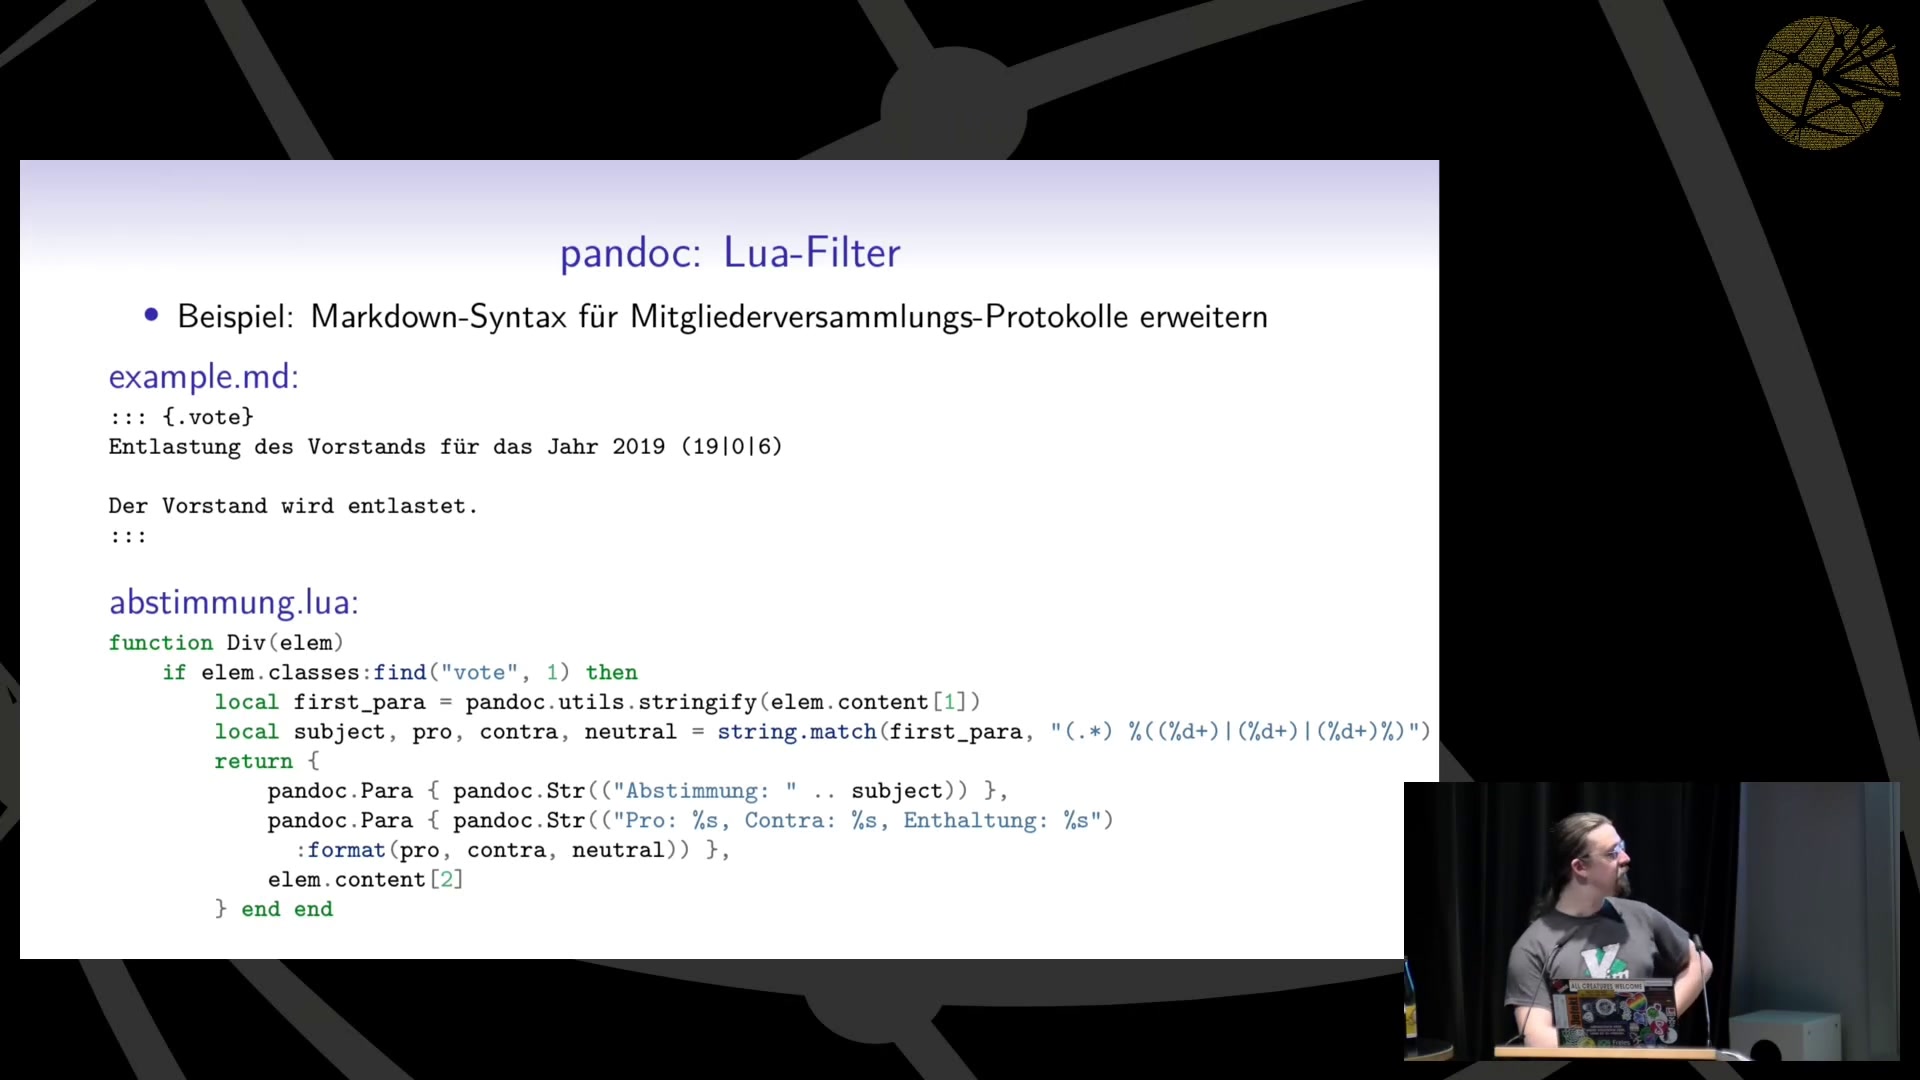 pandoc: Lua-Filter
• Beispiel: Markdown-Syntax für Mitgliederversammlungs-Protokolle erweitern
example.md:
::: {.vote}
Entlastung des Vorstands für das Jahr 2019 (19|0|6)
Der Vorstand wird entlastet.
:::
abstimmung.lua:
function Div(elem)
    if elem.classes:find("vote", 1) then
        local first_para = pandoc.utils.stringify(elem.content[1])
        local subject, pro, contra, neutral = string.match(first_para, "(.*) %((%d+)|(%d+)|(%d+)%)")
        return {
            pandoc.Para { pandoc.Str(("Abstimmung: " .. subject)) },
            pandoc.Para { pandoc.Str(("Pro: %s, Contra: %s, Enthaltung: %s")
              :format(pro, contra, neutral)) },
            elem.content[2]
        } end end
ALL CREATURES WELCOME